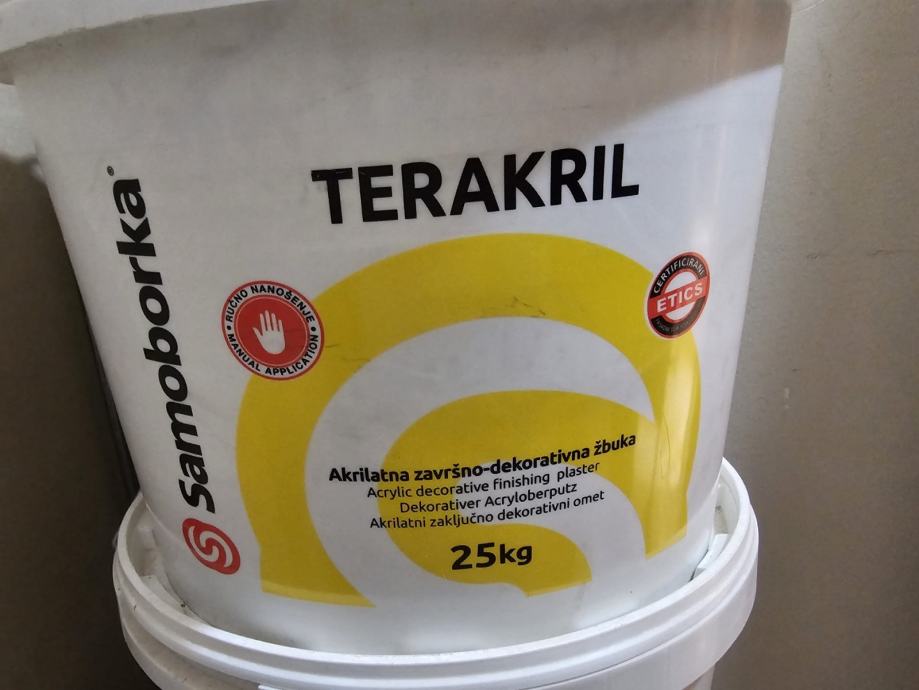 TERAKRIL
Samoborka®
RUČNO NANOŠENJE
MANUAL APPLICATION
CERTIFICIRANI
ETICS
Akrilatna završno-dekorativna žbuka
Acrylic decorative finishing plaster
Dekorativer Acryloberputz
Akrilatni zaključno dekorativni omet
25kg